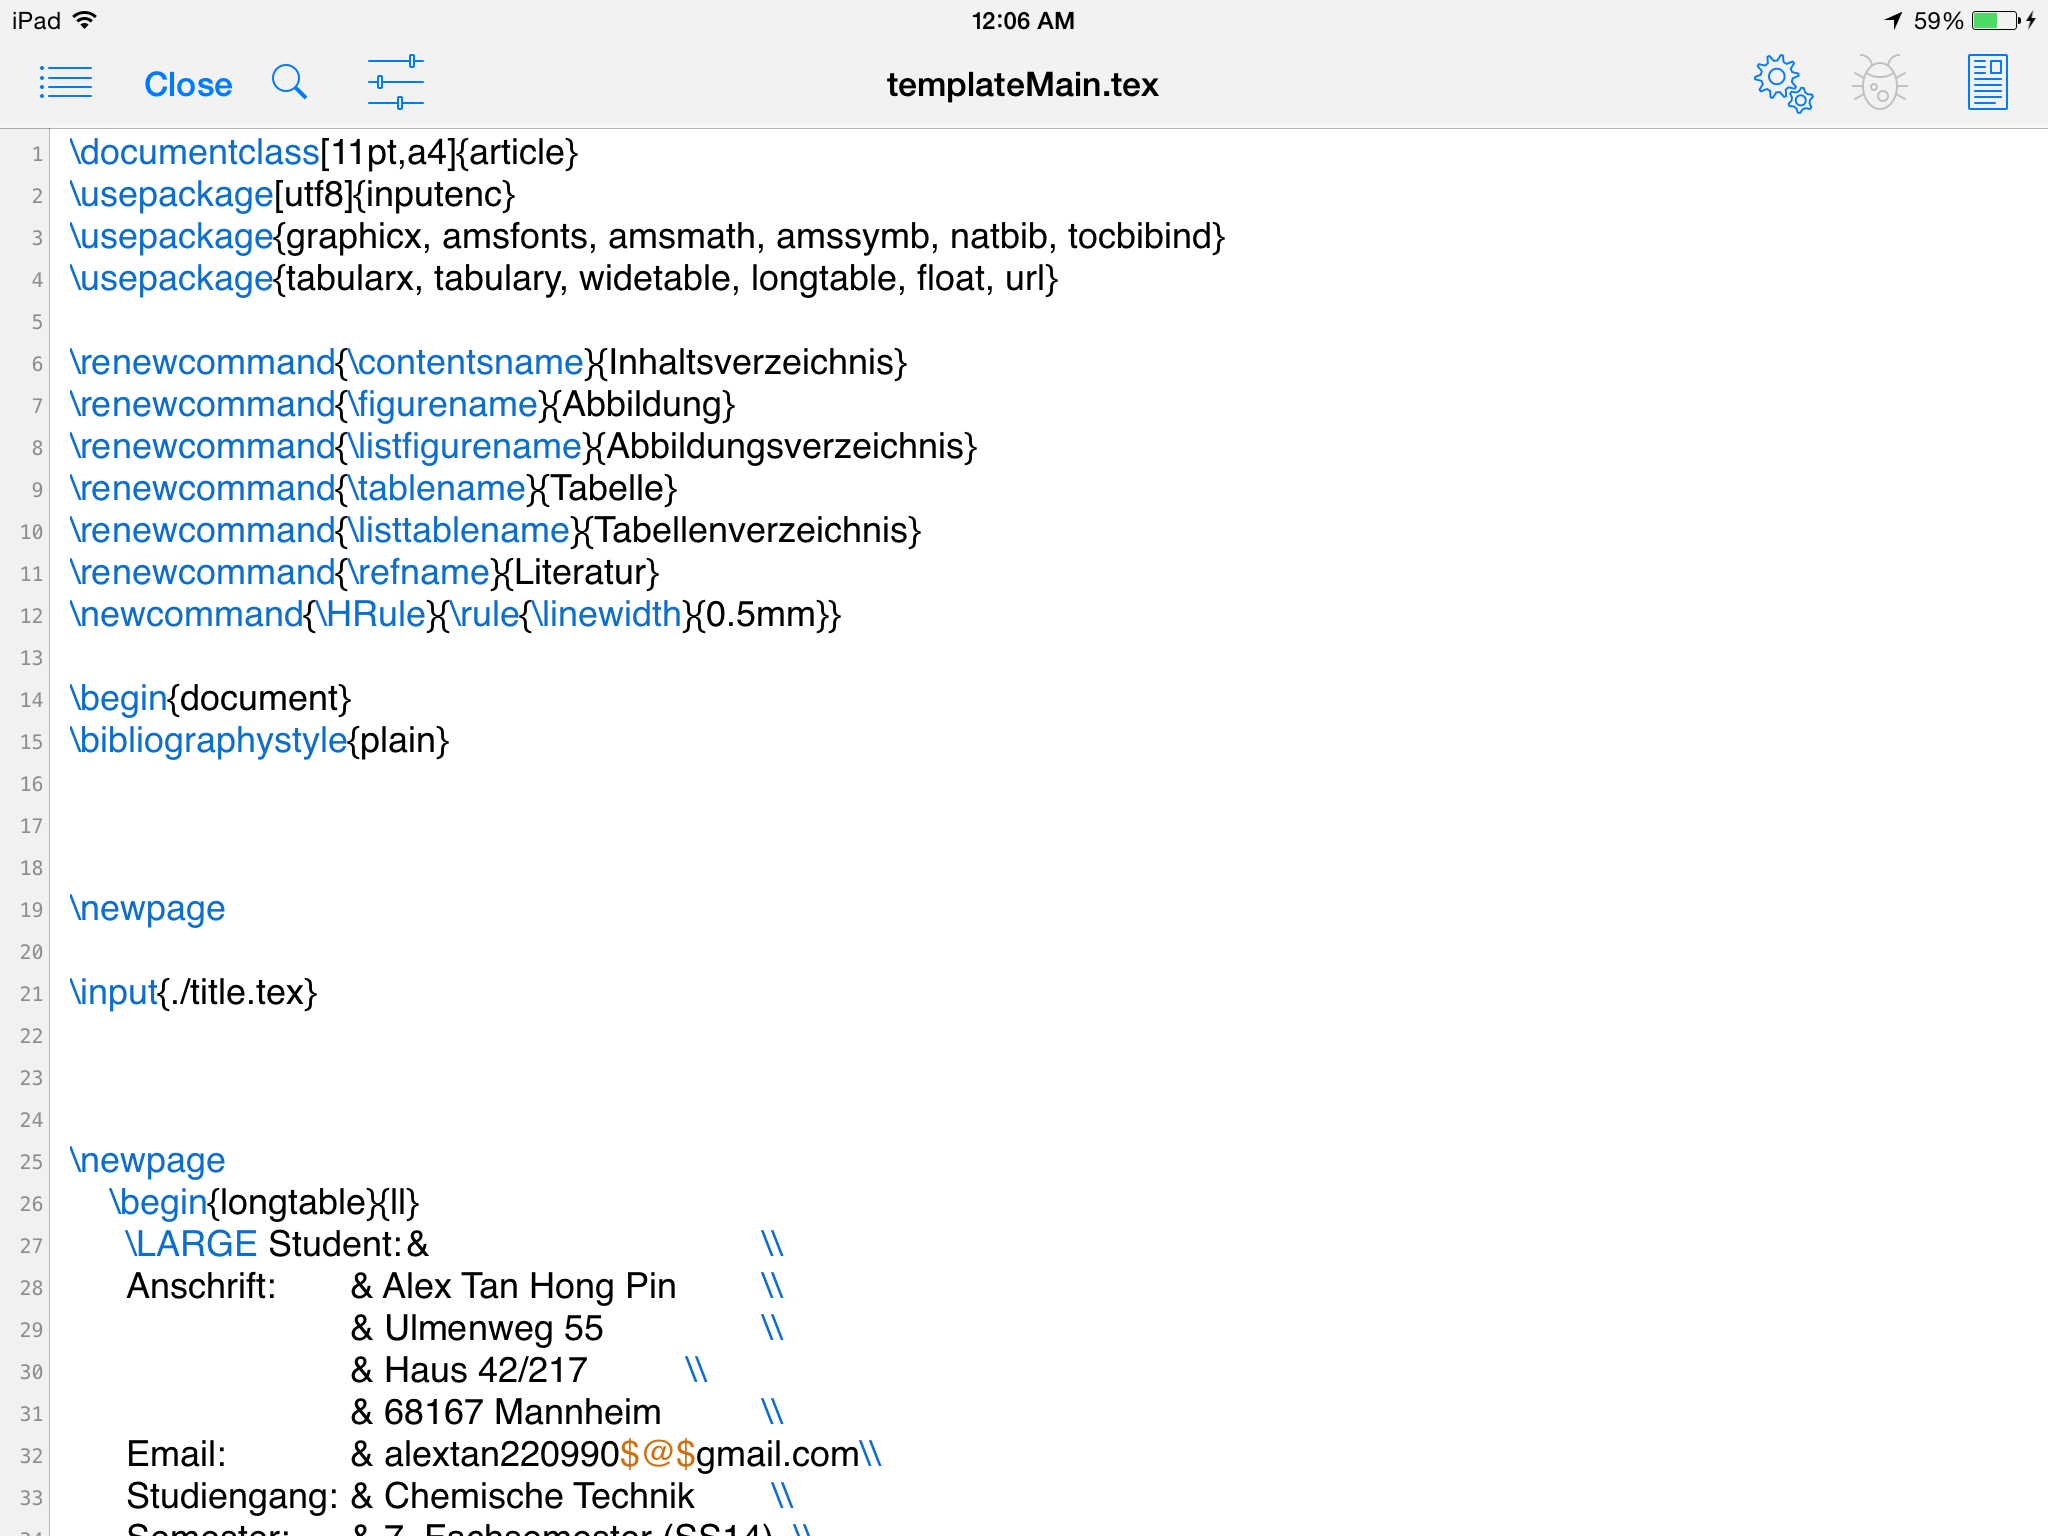 iPad 12:06 AM 59%
Close templateMain.tex
1 \documentclass[11pt,a4]{article}
2 \usepackage[utf8]{inputenc}
3 \usepackage{graphicx, amsfonts, amsmath, amssymb, natbib, tocbibind}
4 \usepackage{tabularx, tabulary, widetable, longtable, float, url}
5
6 \renewcommand{\contentsname}{Inhaltsverzeichnis}
7 \renewcommand{\figurename}{Abbildung}
8 \renewcommand{\listfigurename}{Abbildungsverzeichnis}
9 \renewcommand{\tablename}{Tabelle}
10 \renewcommand{\listtablename}{Tabellenverzeichnis}
11 \renewcommand{\refname}{Literatur}
12 \newcommand{\HRule}{\rule{\linewidth}{0.5mm}}
13
14 \begin{document}
15 \bibliographystyle{plain}
16
17
18
19 \newpage
20
21 \input{./title.tex}
22
23
24
25 \newpage
26 \begin{longtable}{ll}
27 \LARGE Student: & \\
28 Anschrift: & Alex Tan Hong Pin \\
29 & Ulmenweg 55 \\
30 & Haus 42/217 \\
31 & 68167 Mannheim \\
32 Email: & alextan220990$@$gmail.com\\
33 Studiengang: & Chemische Technik \\
34 Semester: & 7. Fachsemester (SS14) \\